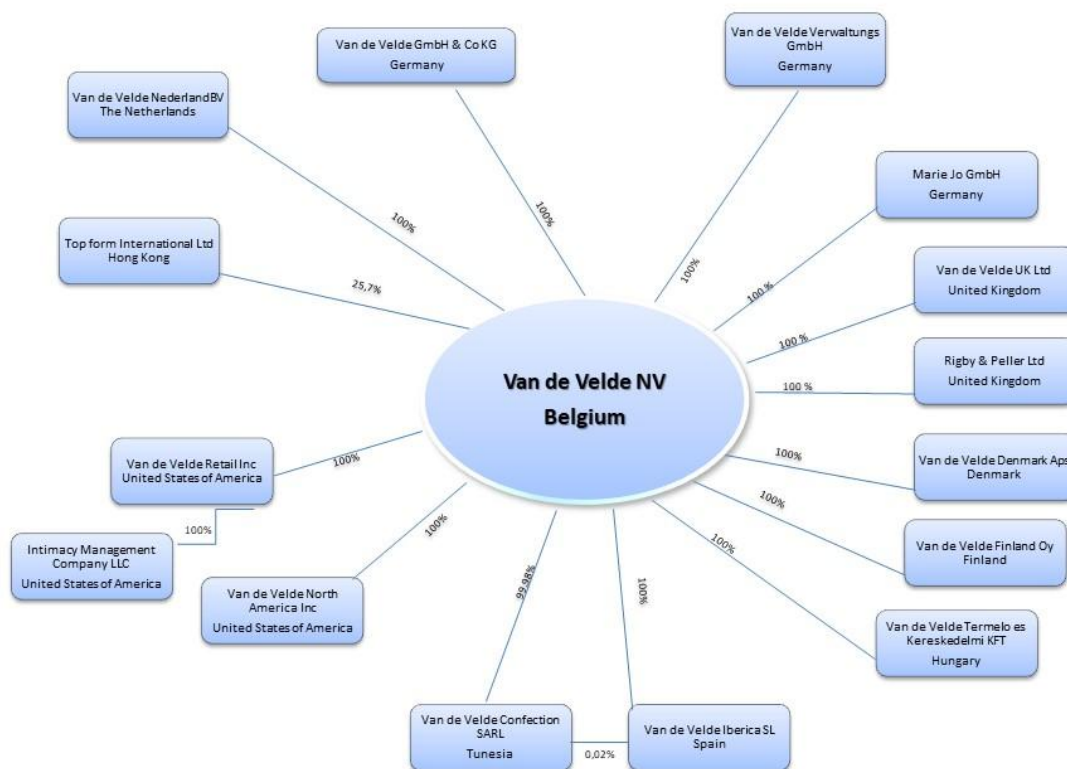 Van de Velde GmbH & Co KG
Germany
Van de Velde Verwaltungs
GmbH
Germany
Van de Velde NederlandBV
The Netherlands
Marie Jo GmbH
Germany
100%
100%
100%
100 %
Top form International Ltd
Hong Kong
25,7%
Van de Velde UK Ltd
United Kingdom
100 %
Van de Velde NV
Belgium
Rigby & Peller Ltd
United Kingdom
100 %
Van de Velde Retail Inc
United States of America
100%
100%
Van de Velde Denmark Aps
Denmark
100%
Intimacy Management
Company LLC
United States of America
100%
100%
Van de Velde Finland Oy
Finland
100%
Van de Velde North
America Inc
United States of America
99,98%
100%
100%
Van de Velde Termelo es
Kereskedelmi KFT
Hungary
Van de Velde Confection
SARL
Tunesia
0,02%
Van de Velde Iberica SL
Spain